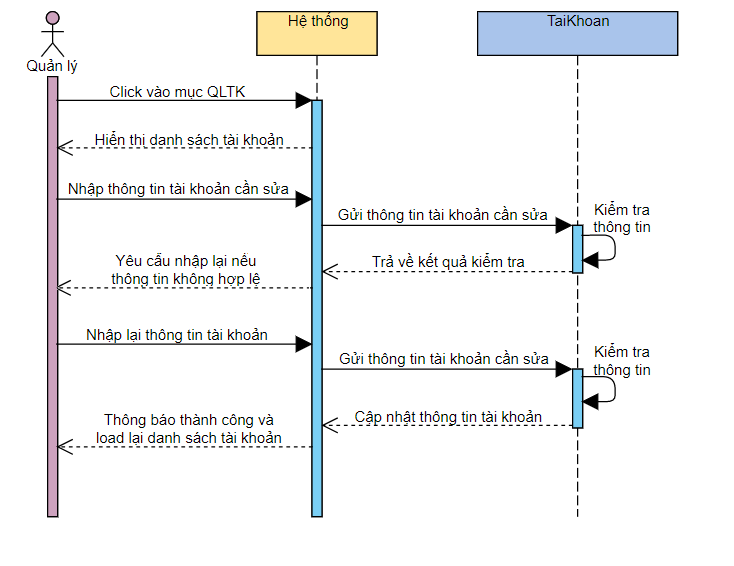 Hệ thống
TaiKhoan
Quản lý
Click vào mục QLTK
Hiển thị danh sách tài khoản
Nhập thông tin tài khoản cần sửa
Gửi thông tin tài khoản cần sửa
Kiểm tra
thông tin
Trả về kết quả kiểm tra
Yêu cầu nhập lại nếu
thông tin không hợp lệ
Nhập lại thông tin tài khoản
Gửi thông tin tài khoản cần sửa
Kiểm tra
thông tin
Cập nhật thông tin tài khoản
Thông báo thành công và
load lại danh sách tài khoản